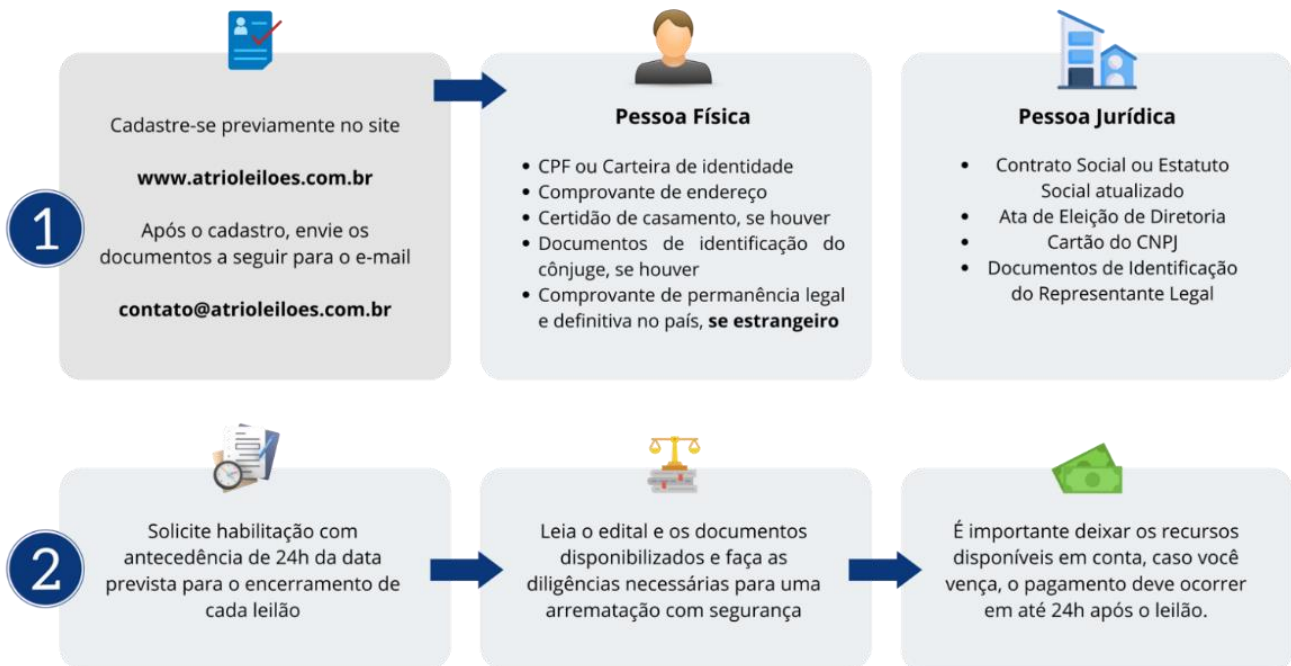 1
Cadastre-se previamente no site
www.atrioleiloes.com.br
Após o cadastro, envie os
documentos a seguir para o e-mail
contato@atrioleiloes.com.br
Pessoa Física
• CPF ou Carteira de identidade
• Comprovante de endereço
• Certidão de casamento, se houver
• Documentos de identificação do
cônjuge, se houver
• Comprovante de permanência legal
e definitiva no país, se estrangeiro
Pessoa Jurídica
• Contrato Social ou Estatuto
Social atualizado
• Ata de Eleição de Diretoria
• Cartão do CNPJ
• Documentos de Identificação
do Representante Legal
2
Solicite habilitação com
antecedência de 24h da data
prevista para o encerramento de
cada leilão
Leia o edital e os documentos
disponibilizados e faça as
diligências necessárias para uma
arrematação com segurança
É importante deixar os recursos
disponíveis em conta, caso você
vença, o pagamento deve ocorrer
em até 24h após o leilão.